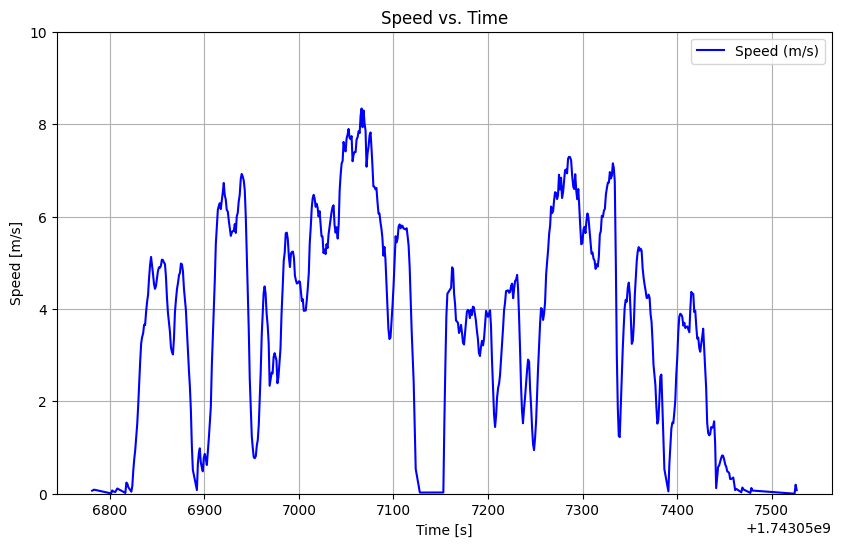 Speed vs. Time
10
8
6
4
2
0
Speed [m/s]
Speed (m/s)
6800 6900 7000 7100 7200 7300 7400 7500
Time [s]
+1.74305e9